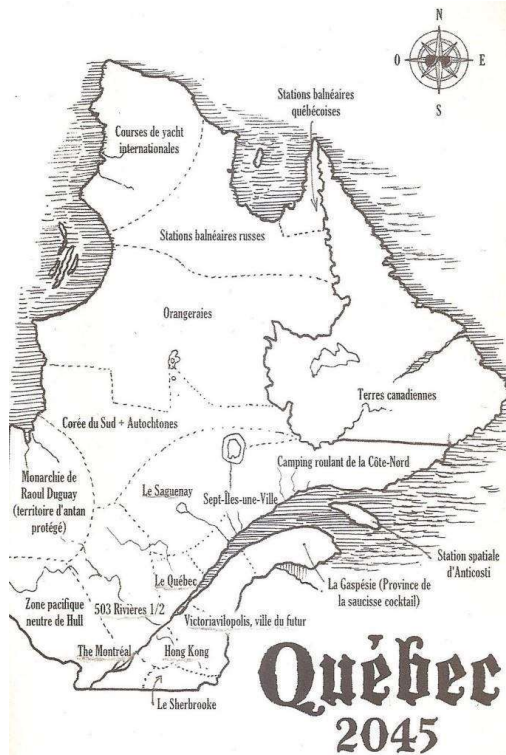 N
O
E
S
Stations balnéaires
québécoises
Courses de yacht
internationales
Stations balnéaires russes
Orangeraies
Terres canadiennes
Corée du Sud + Autochtones
Camping roulant de la Côte-Nord
Monarchie de
Raoul Duguay
(territoire d'antan
protégé)
Le Saguenay
Sept-Îles-une-Ville
Station spatiale
d'Anticosti
Le Québec
La Gaspésie (Province de
la saucisse cocktail)
Zone pacifique
neutre de Hull
503 Rivières 1/2
Victoriavilopolis, ville du futur
The Montréal
Hong Kong
Le Sherbrooke
Québec
2045